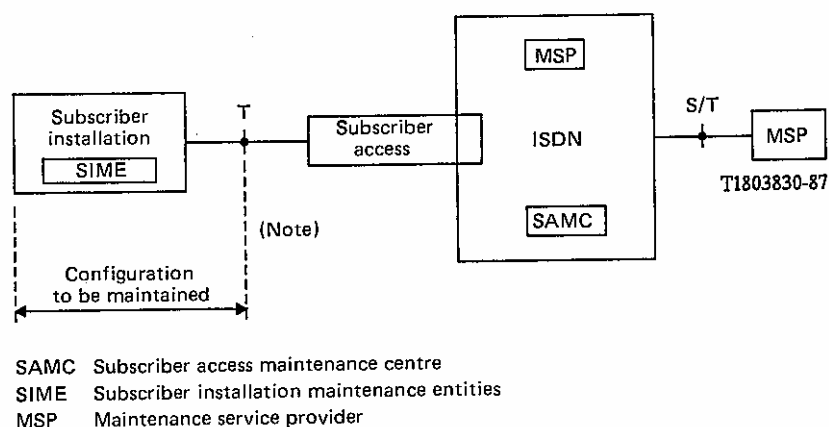 MSP
Subscriber
installation
SIME
T
Subscriber
access
ISDN
S/T
MSP
T1803830-87
SAMC
(Note)
Configuration
to be maintained
SAMC Subscriber access maintenance centre
SIME Subscriber installation maintenance entities
MSP Maintenance service provider